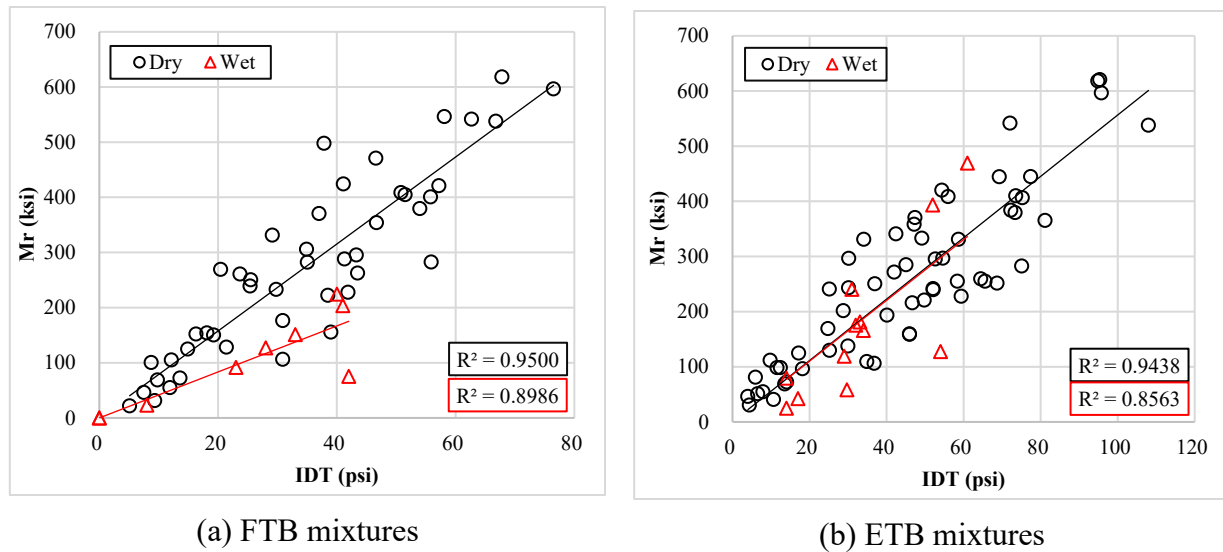 700
600
500
400
300
200
100
0
Mr (ksi)
Dry Wet
R² = 0.9500
R² = 0.8986
0 20 40 60 80
IDT (psi)
(a) FTB mixtures
700
600
500
400
300
200
100
0
Mr (ksi)
Dry Wet
R² = 0.9438
R² = 0.8563
0 20 40 60 80 100 120
IDT (psi)
(b) ETB mixtures